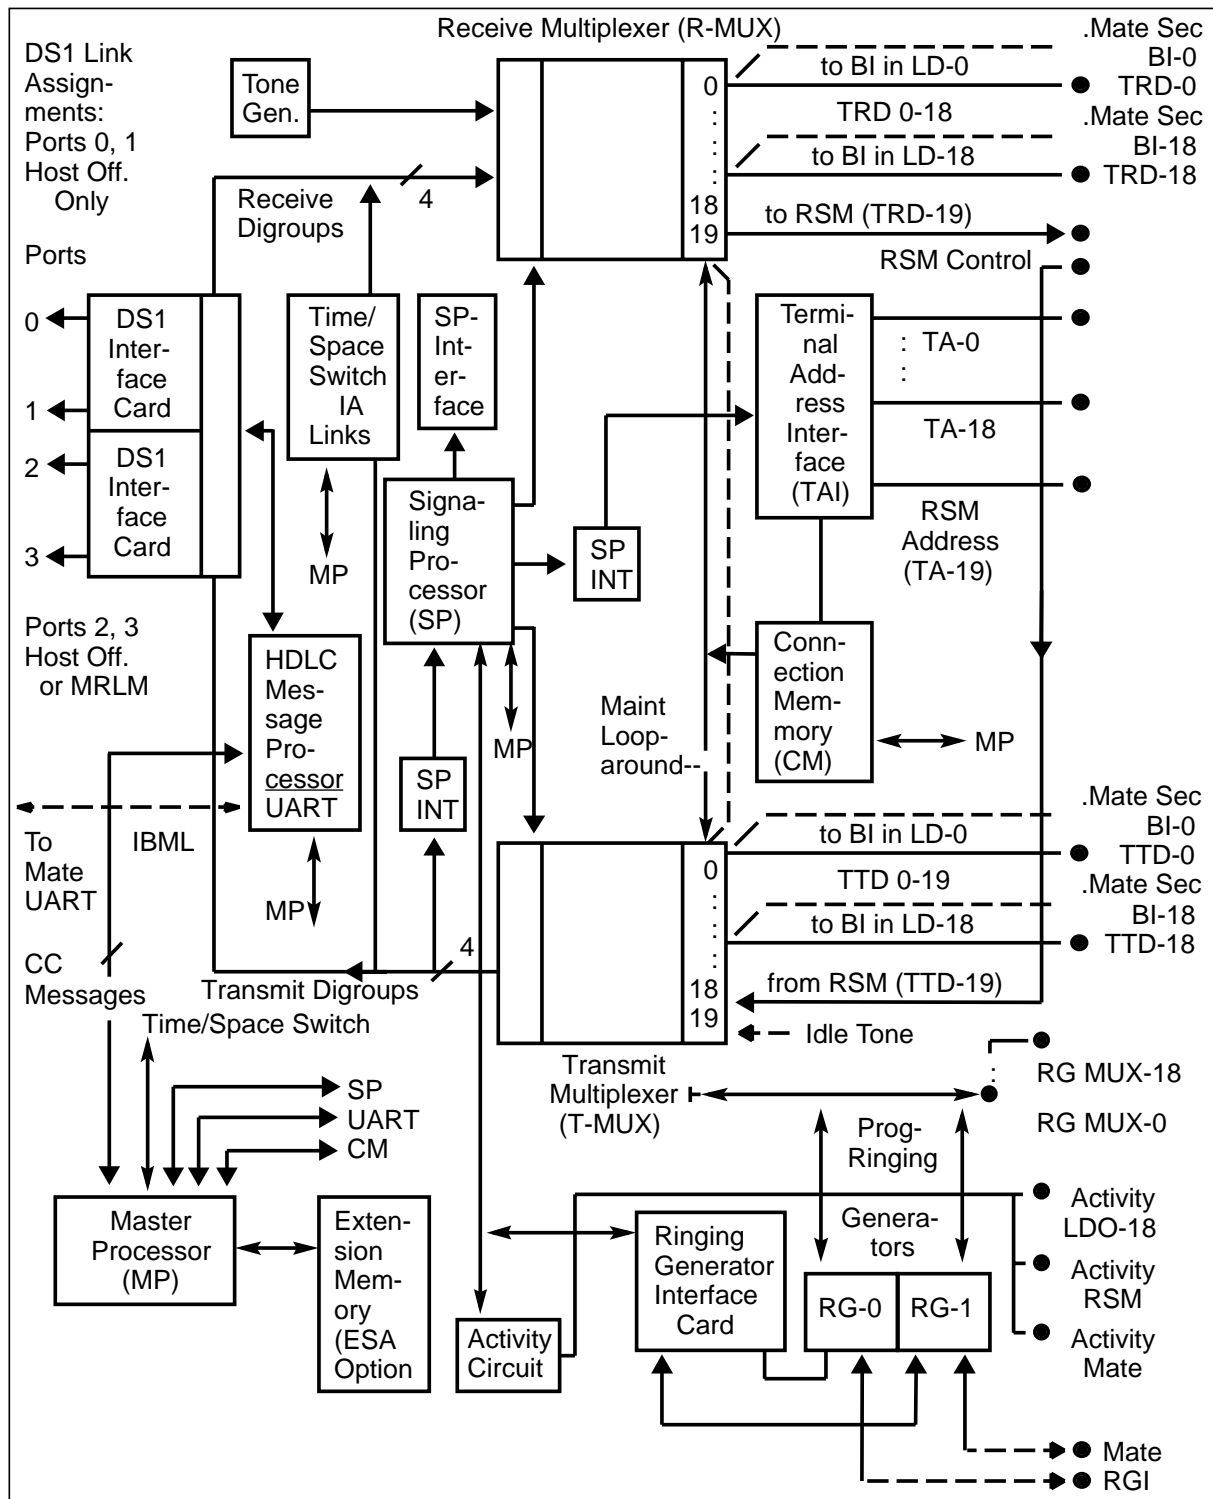 Receive Multiplexer (R-MUX)
DS1 Link
Assign-
ments:
Ports 0, 1
Host Off.
Only
Tone
Gen.
0
:
:
:
:
18
19
to BI in LD-0
TRD 0-18
to BI in LD-18
to RSM (TRD-19)
RSM Control
.Mate Sec
BI-0
TRD-0
.Mate Sec
BI-18
TRD-18
4
Receive
Digroups
Ports
0
1
2
3
DS1
Inter-
face
Card
DS1
Inter-
face
Card
Time/
Space
Switch
IA
Links
MP
SP-
Int-
er-
face
Signa-
ling
Pro-
cessor
(SP)
SP
INT
Termi-
nal
Add-
ress
Inter-
face
(TAI)
: TA-0
:
TA-18
RSM
Address
(TA-19)
Ports 2, 3
Host Off.
or MRLM
HDLC
Mes-
sage
Pro-
cessor
UART
MP
MP
SP
INT
Maint
Loop-
around--
Conn-
ection
Mem-
mory
(CM)
MP
To
Mate
UART
IBML
CC
Messages
4
Transmit Digroups
Time/Space Switch
0
:
:
:
:
18
19
to BI in LD-0
TTD 0-19
to BI in LD-18
from RSM (TTD-19)
Idle Tone
.Mate Sec
BI-0
TTD-0
.Mate Sec
BI-18
TTD-18
Transmit
Multiplexer
(T-MUX)
RG MUX-18
RG MUX-0
SP
UART
CM
Prog-
Ringing
Genera-
tors
Master
Processor
(MP)
Exten-
sion
Mem-
ory
(ESA
Option
Activity
Circuit
Ringing
Generator
Interface
Card
RG-0
RG-1
Activity
LDO-18
Activity
RSM
Activity
Mate
Mate
RGI